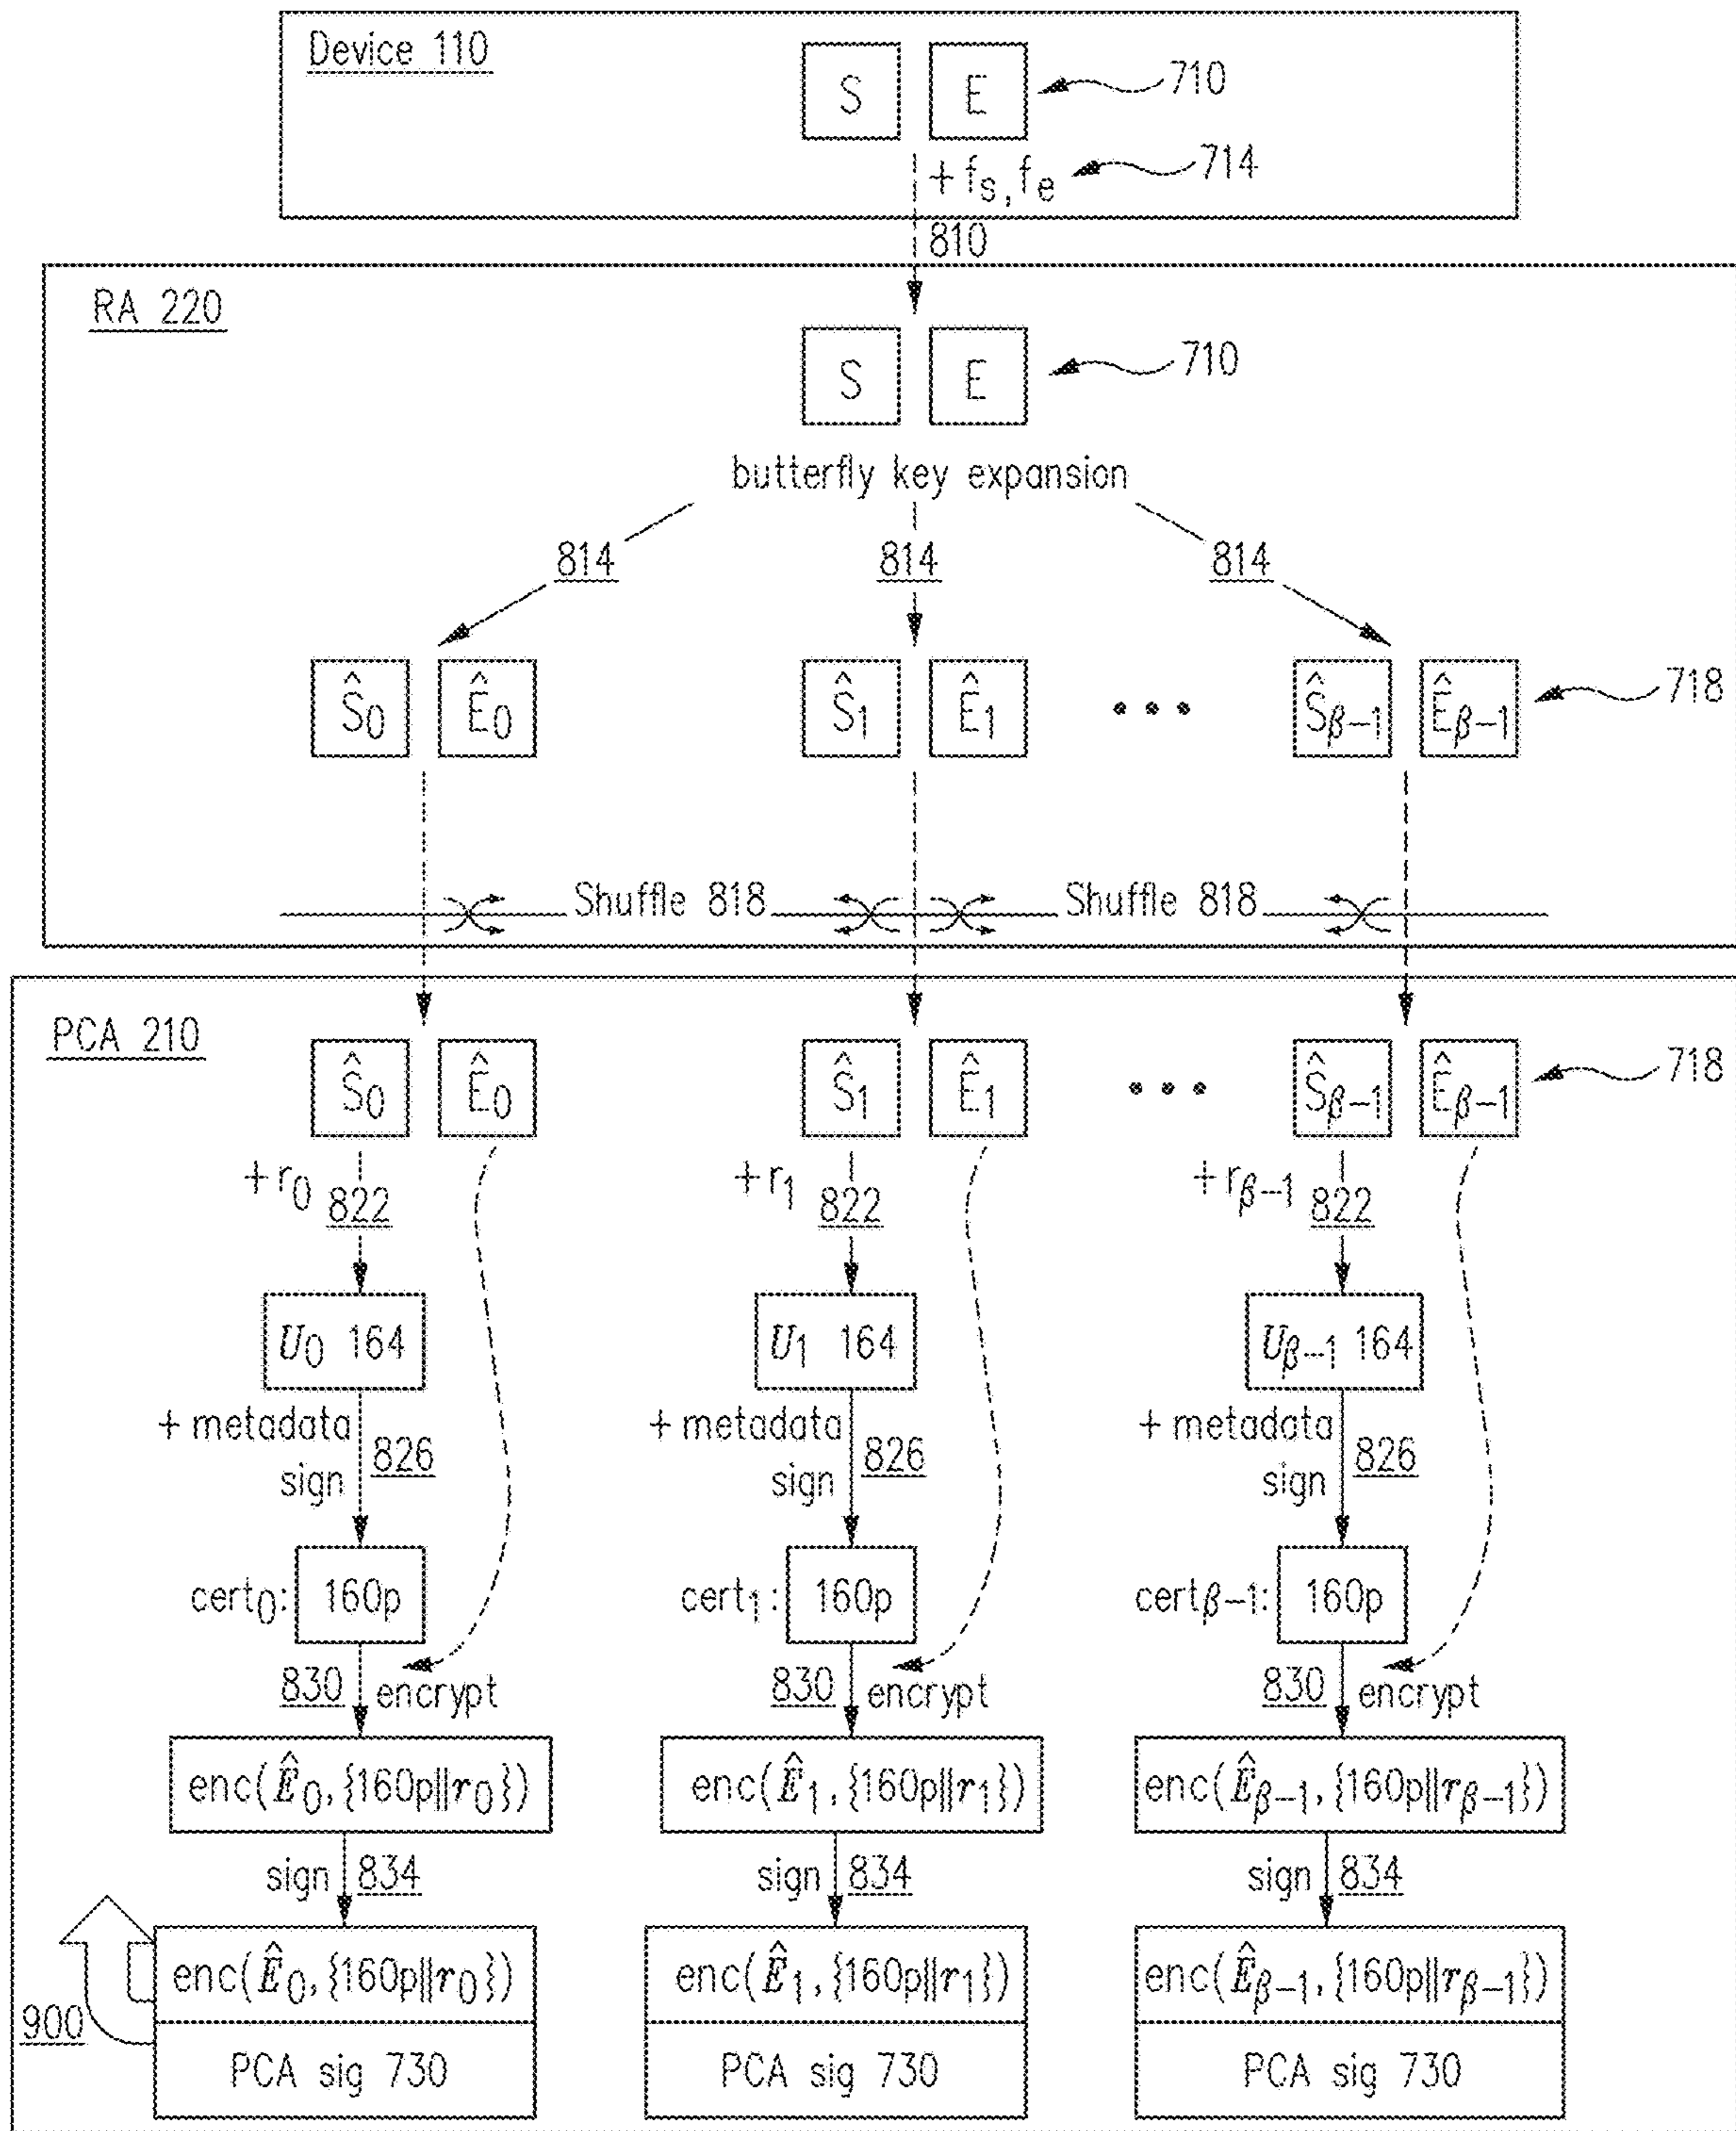 Device 110
S E 710
+ fs, fe 714
810
RA 220
S E 710
butterfly key expansion
814 814 814
Ŝ0 Ê0 Ŝ1 Ê1 • • • Ŝβ−1 Êβ−1 718
Shuffle 818 Shuffle 818
PCA 210
Ŝ0 Ê0 Ŝ1 Ê1 • • • Ŝβ−1 Êβ−1 718
+ r0 822 + r1 822 + rβ−1 822
U0 164 U1 164 Uβ−1 164
+ metadata + metadata + metadata
sign 826 sign 826 sign 826
cert0: 160p cert1: 160p certβ−1: 160p
830 encrypt 830 encrypt 830 encrypt
enc(Ê0, {160p||r0}) enc(Ê1, {160p||r1}) enc(Êβ−1, {160p||rβ−1})
sign 834 sign 834 sign 834
enc(Ê0, {160p||r0}) enc(Ê1, {160p||r1}) enc(Êβ−1, {160p||rβ−1})
900
PCA sig 730 PCA sig 730 PCA sig 730